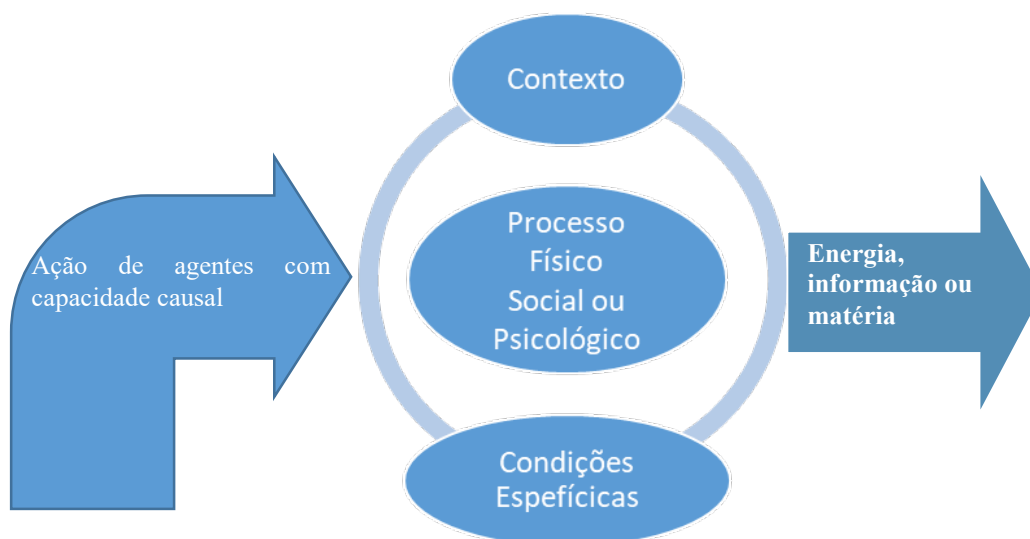 Ação de agentes com
capacidade causal
Contexto
Processo
Físico
Social ou
Psicológico
Condições
Espefícicas
Energia,
informação ou
matéria